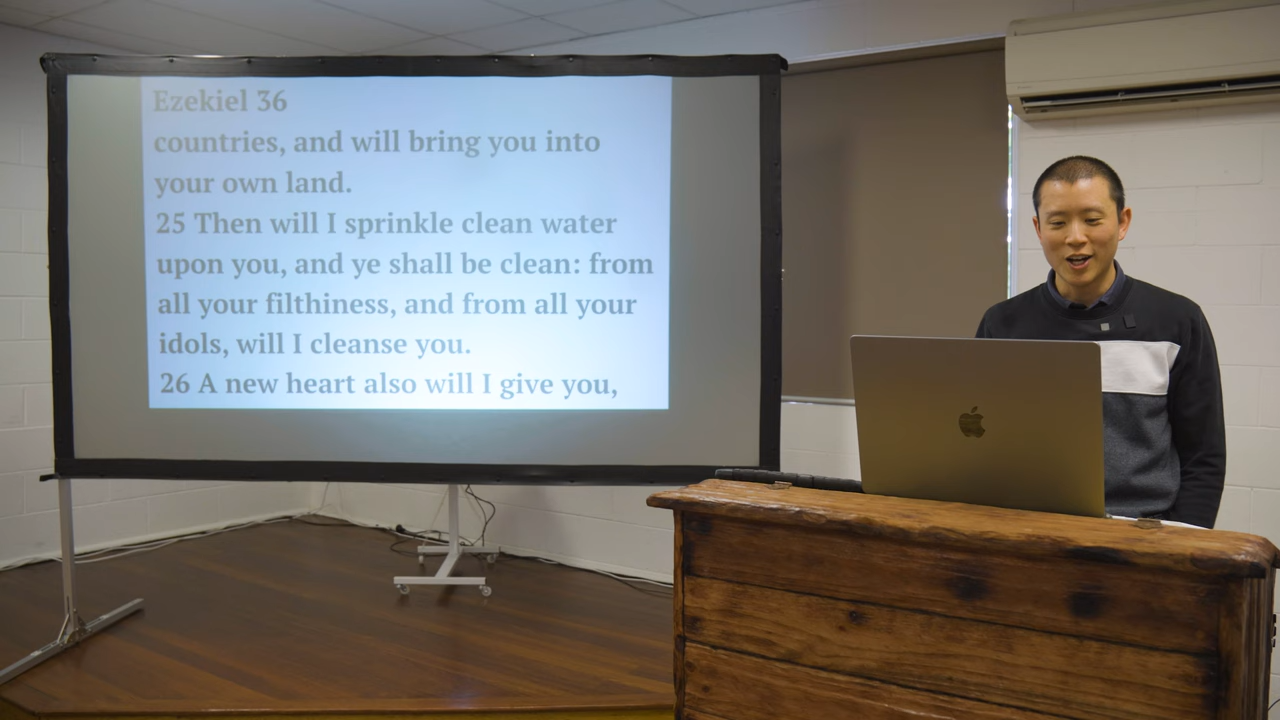 Ezekiel 36
countries, and will bring you into
your own land.
25 Then will I sprinkle clean water
upon you, and ye shall be clean: from
all your filthiness, and from all your
idols, will I cleanse you.
26 A new heart also will I give you,